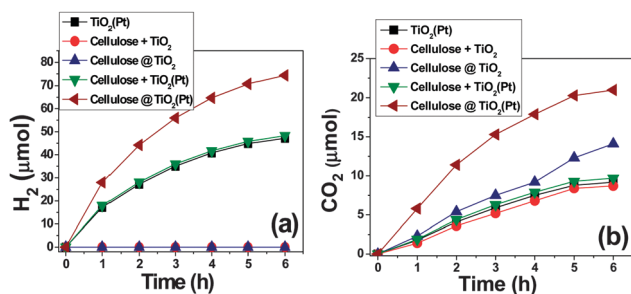 TiO2(Pt)
Cellulose + TiO2
Cellulose @ TiO2
Cellulose + TiO2(Pt)
Cellulose @ TiO2(Pt)
80
70
60
50
40
30
20
10
0
H2 (μmol)
0 1 2 3 4 5 6
Time (h)
(a)
TiO2(Pt)
Cellulose + TiO2
Cellulose @ TiO2
Cellulose + TiO2(Pt)
Cellulose @ TiO2(Pt)
25
20
15
10
5
0
CO2 (μmol)
0 1 2 3 4 5 6
Time (h)
(b)